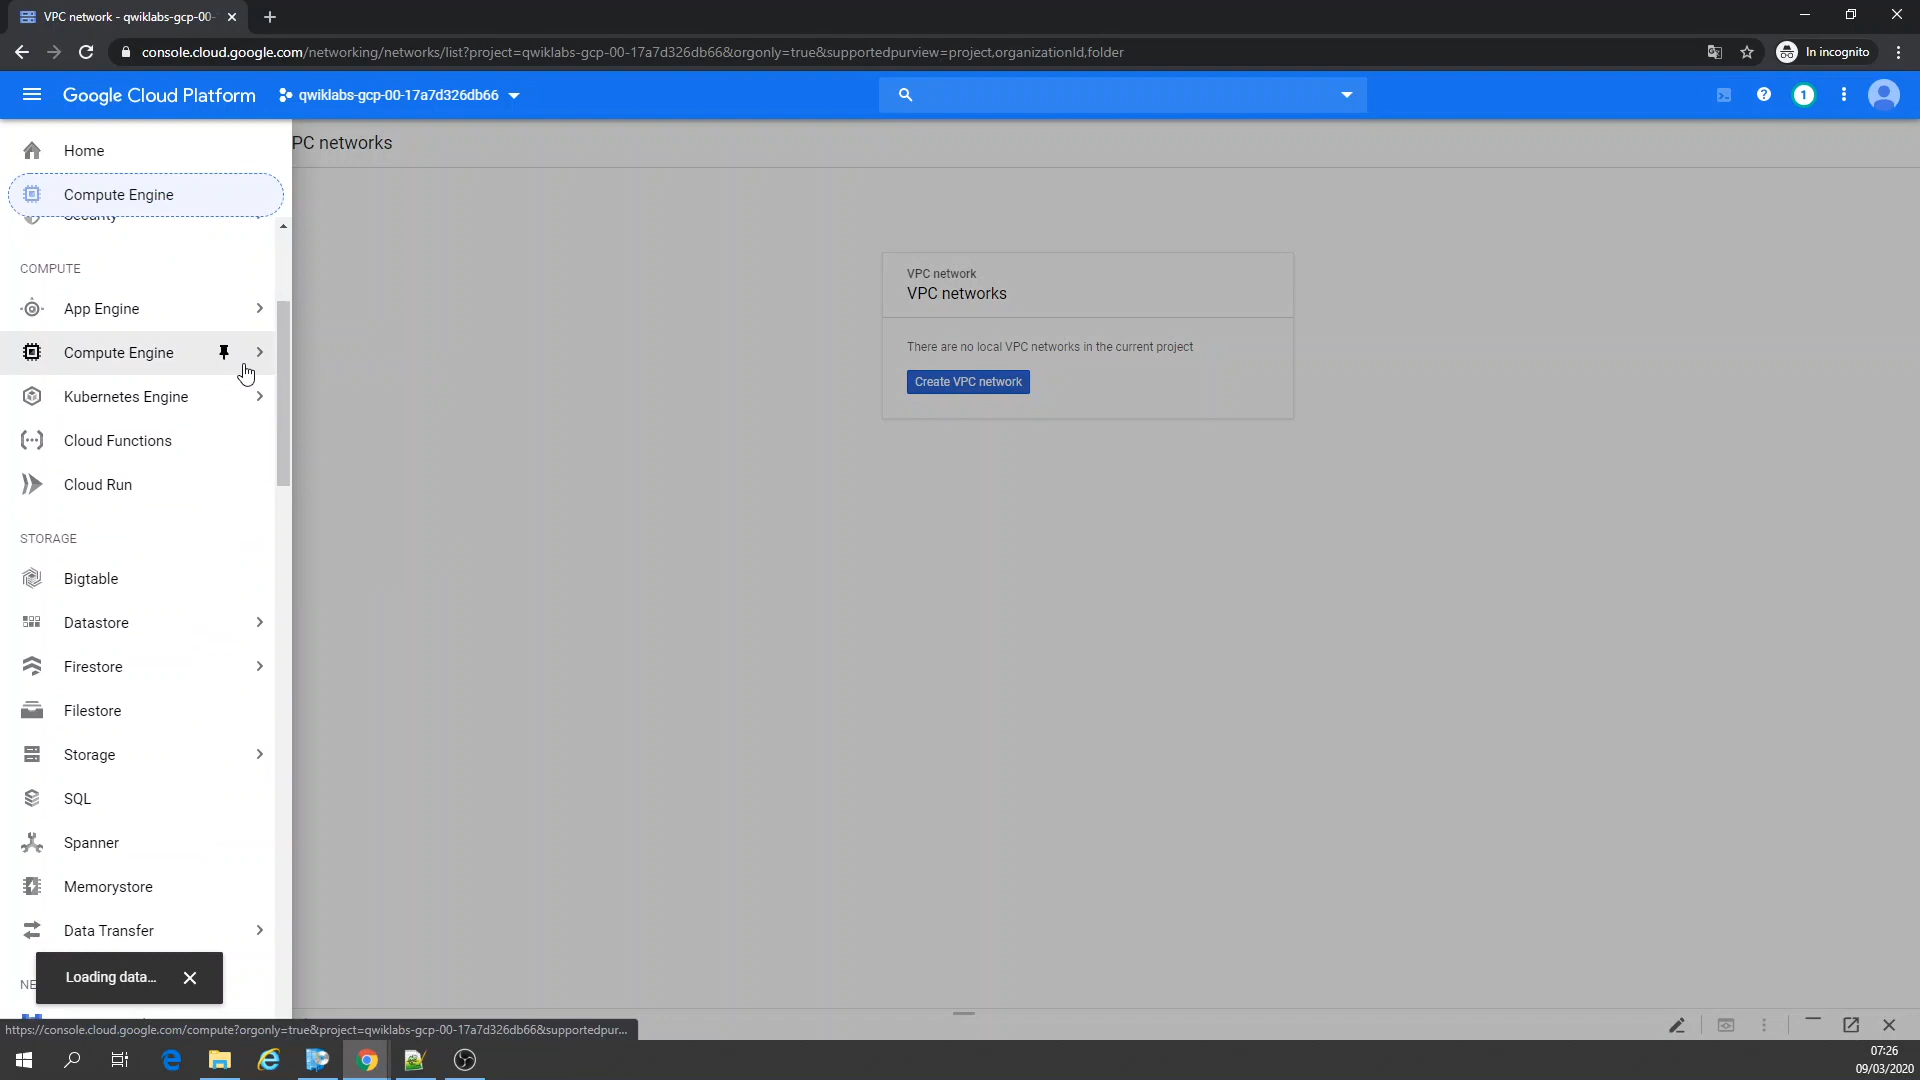 VPC network - qwiklabs-gcp-00-
console.cloud.google.com/networking/networks/list?project=qwiklabs-gcp-00-17a7d326db66&orgonly=true&supportedpurview=project,organizationId,folder
In incognito
Google Cloud Platform
qwiklabs-gcp-00-17a7d326db66
1
Home
PC networks
Compute Engine
Security
COMPUTE
App Engine
Compute Engine
Kubernetes Engine
Cloud Functions
Cloud Run
STORAGE
Bigtable
Datastore
Firestore
Filestore
Storage
SQL
Spanner
Memorystore
Data Transfer
NE
Loading data...
VPC network
VPC networks
There are no local VPC networks in the current project
Create VPC network
https://console.cloud.google.com/compute?orgonly=true&project=qwiklabs-gcp-00-17a7d326db66&supportedpur...
07:26
09/03/2020